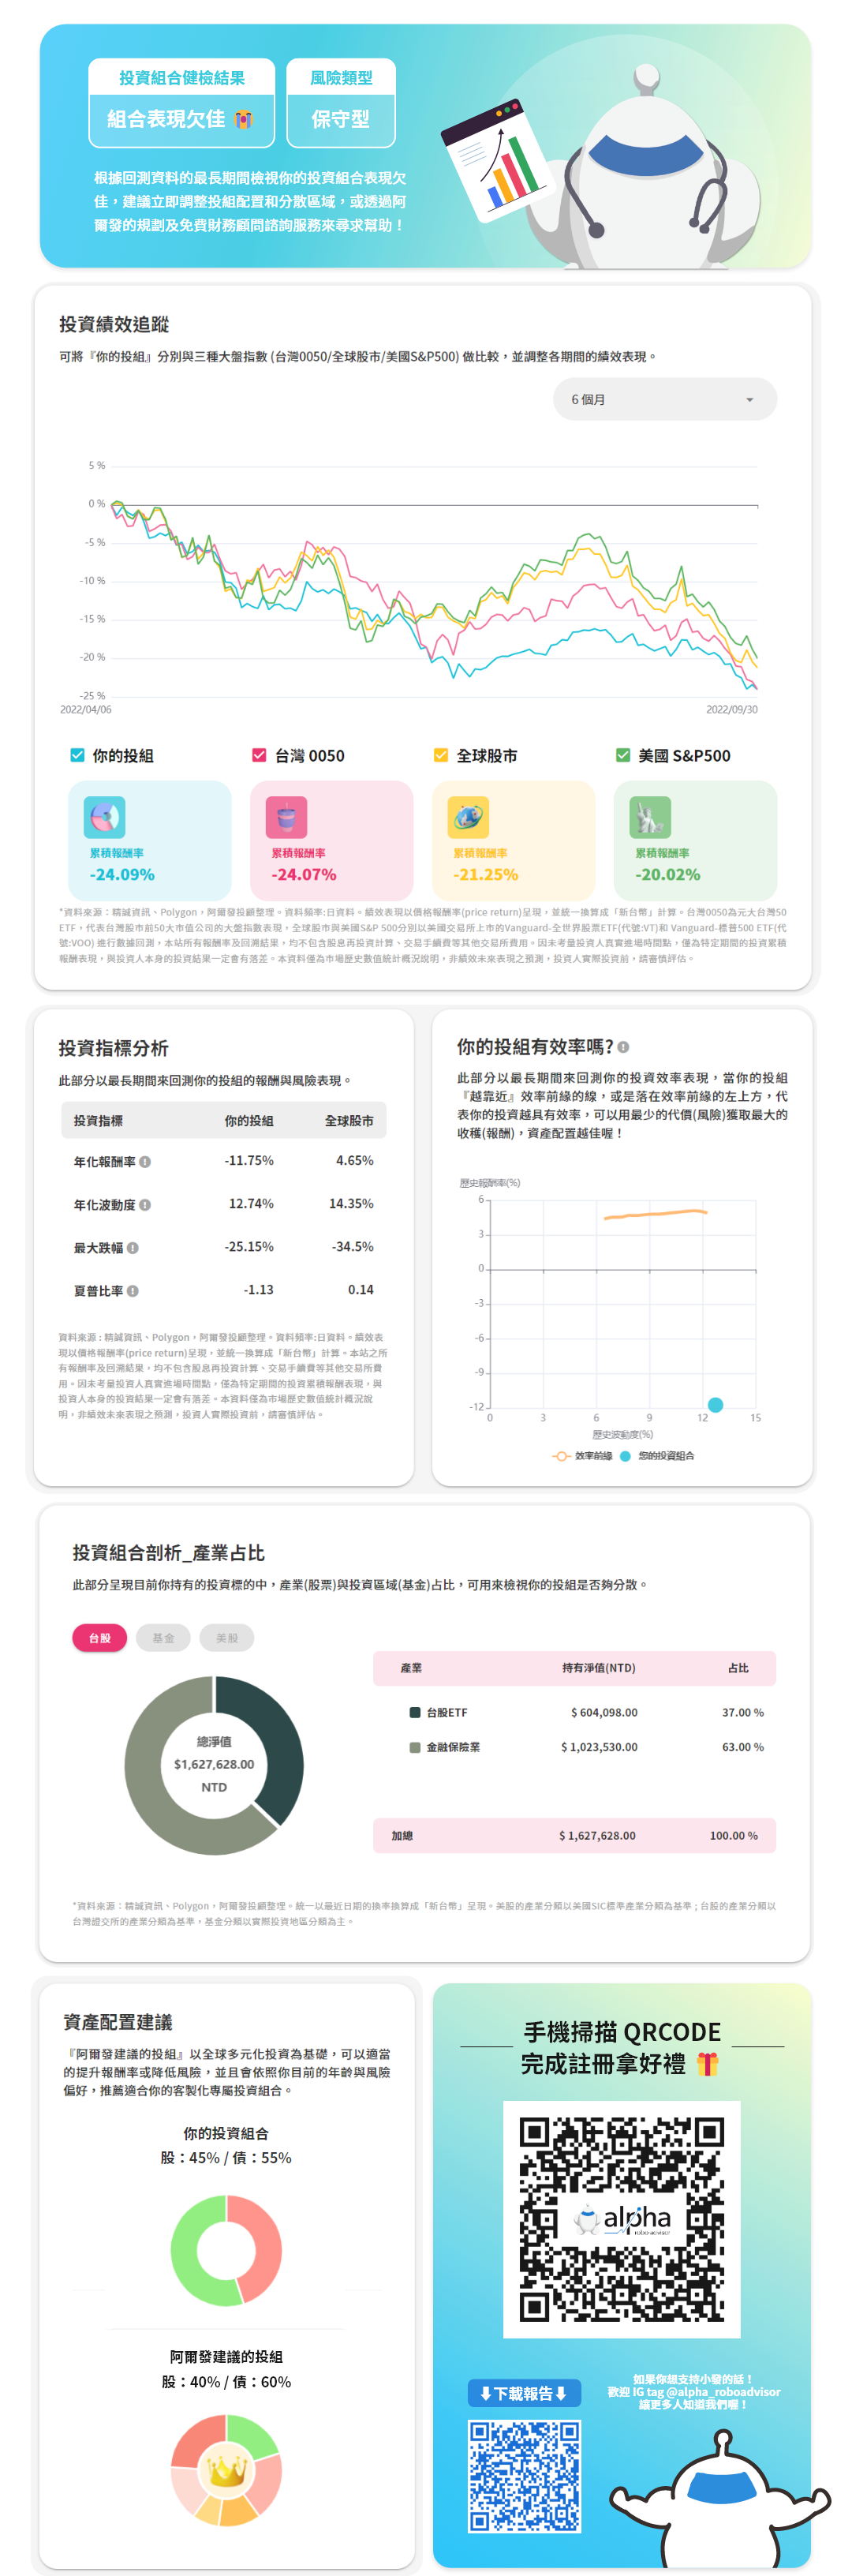 投資組合健檢結果
組合表現欠佳
風險類型
保守型
根據回測資料的最長期間檢視你的投資組合表現欠
佳，建議立即調整投組配置和分散區域，或透過阿
爾發的規劃及免費財務顧問諮詢服務來尋求幫助！
投資績效追蹤
可將『你的投組』分別與三種大盤指數 (台灣0050/全球股市/美國S&P500) 做比較，並調整各期間的績效表現。
6 個月
5 %
0 %
-5 %
-10 %
-15 %
-20 %
-25 %
2022/04/06
2022/09/30
你的投組
台灣 0050
全球股市
美國 S&P500
累積報酬率
-24.09%
累積報酬率
-24.07%
累積報酬率
-21.25%
累積報酬率
-20.02%
*資料來源：精誠資訊、Polygon，阿爾發投顧整理。資料頻率:日資料。績效表現以價格報酬率(price return)呈現，並統一換算成「新台幣」計算。台灣0050為元大台灣50
ETF，代表台灣股市前50大市值公司的大盤指數表現，全球股市與美國S&P 500分別以美國交易所上市的Vanguard-全世界股票ETF(代號:VT)和 Vanguard-標普500 ETF(代
號:VOO) 進行數據回測，本站所有報酬率及回溯結果，均不包含股息再投資計算、交易手續費等其他交易所費用。因未考量投資人真實進場時間點，僅為特定期間的投資累積
報酬表現，與投資人本身的投資結果一定會有落差。本資料僅為市場歷史數值統計概況說明，非績效未來表現之預測，投資人實際投資前，請審慎評估。
投資指標分析
此部分以最長期間來回測你的投組的報酬與風險表現。
投資指標 你的投組 全球股市
年化報酬率 -11.75% 4.65%
年化波動度 12.74% 14.35%
最大跌幅 -25.15% -34.5%
夏普比率 -1.13 0.14
資料來源 : 精誠資訊、Polygon，阿爾發投顧整理。資料頻率:日資料。績效表
現以價格報酬率(price return)呈現，並統一換算成「新台幣」計算。本站之所
有報酬率及回溯結果，均不包含股息再投資計算、交易手續費等其他交易所費
用。因未考量投資人真實進場時間點，僅為特定期間的投資累積報酬表現，與
投資人本身的投資結果一定會有落差。本資料僅為市場歷史數值統計概況說
明，非績效未來表現之預測，投資人實際投資前，請審慎評估。
你的投組有效率嗎?
此部分以最長期間來回測你的投資效率表現，當你的投組
『越靠近』效率前緣的線，或是落在效率前緣的左上方，代
表你的投資越具有效率，可以用最少的代價(風險)獲取最大的
收穫(報酬)，資產配置越佳喔！
歷史報酬率(%)
6
3
0
-3
-6
-9
-12
0 3 6 9 12 15
歷史波動度(%)
效率前緣 您的投資組合
投資組合剖析_產業占比
此部分呈現目前你持有的投資標的中，產業(股票)與投資區域(基金)占比，可用來檢視你的投組是否夠分散。
台股 基金 美股
總淨值
$1,627,628.00
NTD
產業 持有淨值(NTD) 占比
台股ETF $ 604,098.00 37.00 %
金融保險業 $ 1,023,530.00 63.00 %
加總 $ 1,627,628.00 100.00 %
*資料來源：精誠資訊、Polygon，阿爾發投顧整理。統一以最近日期的換率換算成「新台幣」呈現。美股的產業分類以美國SIC標準產業分類為基準 ; 台股的產業分類以
台灣證交所的產業分類為基準，基金分類以實際投資地區分類為主。
資產配置建議
『阿爾發建議的投組』以全球多元化投資為基礎，可以適當
的提升報酬率或降低風險，並且會依照你目前的年齡與風險
偏好，推薦適合你的客製化專屬投資組合。
你的投資組合
股：45% / 債：55%
阿爾發建議的投組
股：40% / 債：60%
手機掃描 QRCODE
完成註冊拿好禮
alpha
robo-advisor
⬇下載報告⬇
如果你想支持小發的話！
歡迎 IG tag @alpha_roboadvisor
讓更多人知道我們喔！